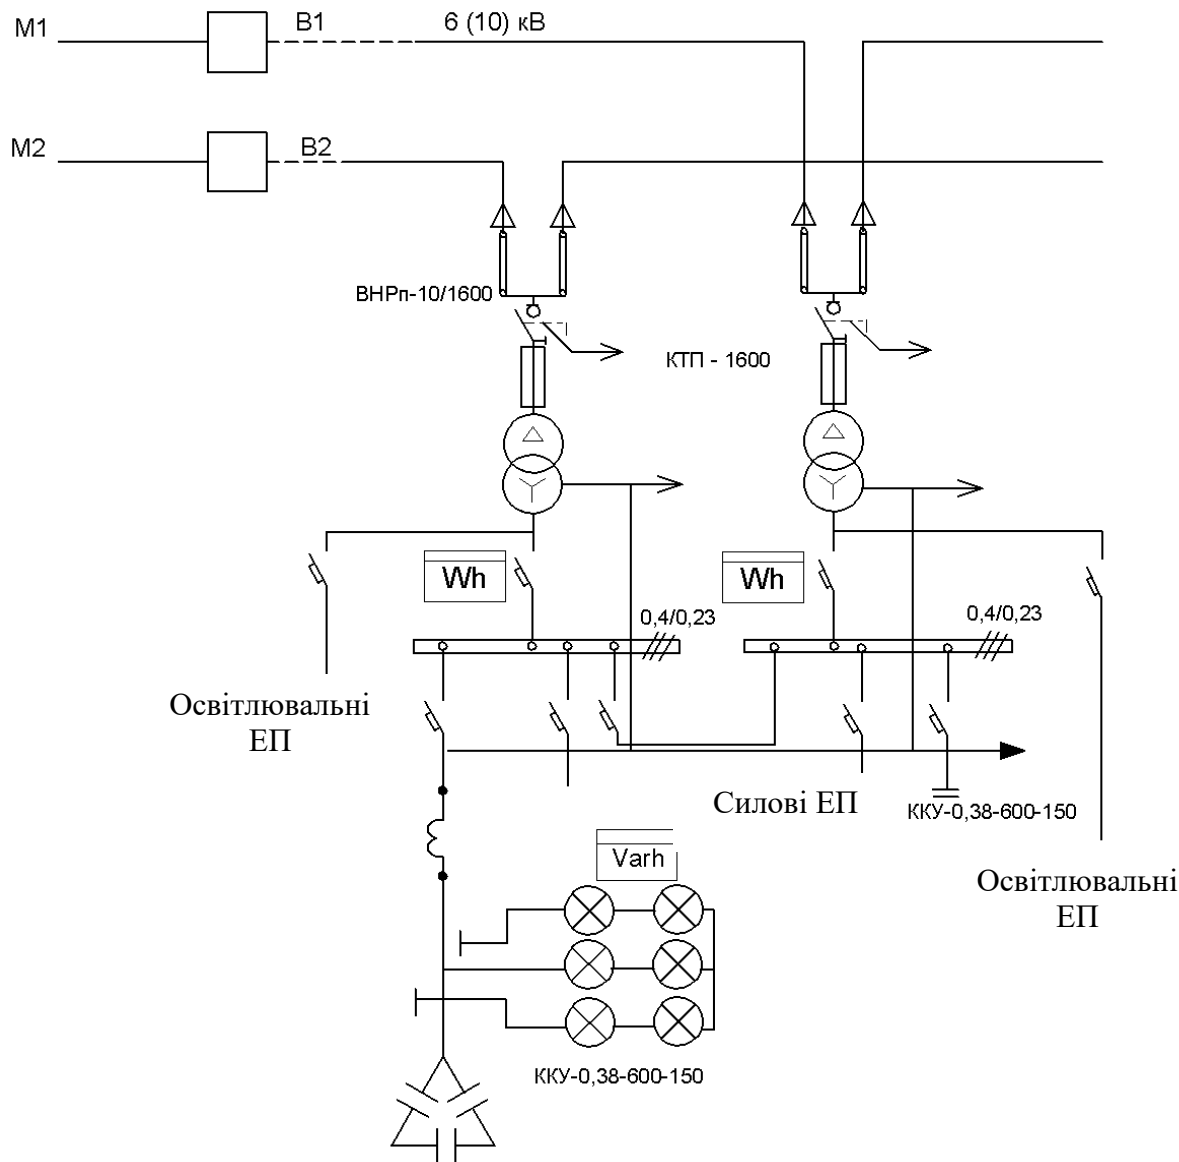 М1
В1
6 (10) кВ
М2
В2
ВНРп-10/1600
КТП - 1600
Wh
Wh
0,4/0,23
0,4/0,23
Освітлювальні
ЕП
Силові ЕП
ККУ-0,38-600-150
Varh
Освітлювальні
ЕП
ККУ-0,38-600-150